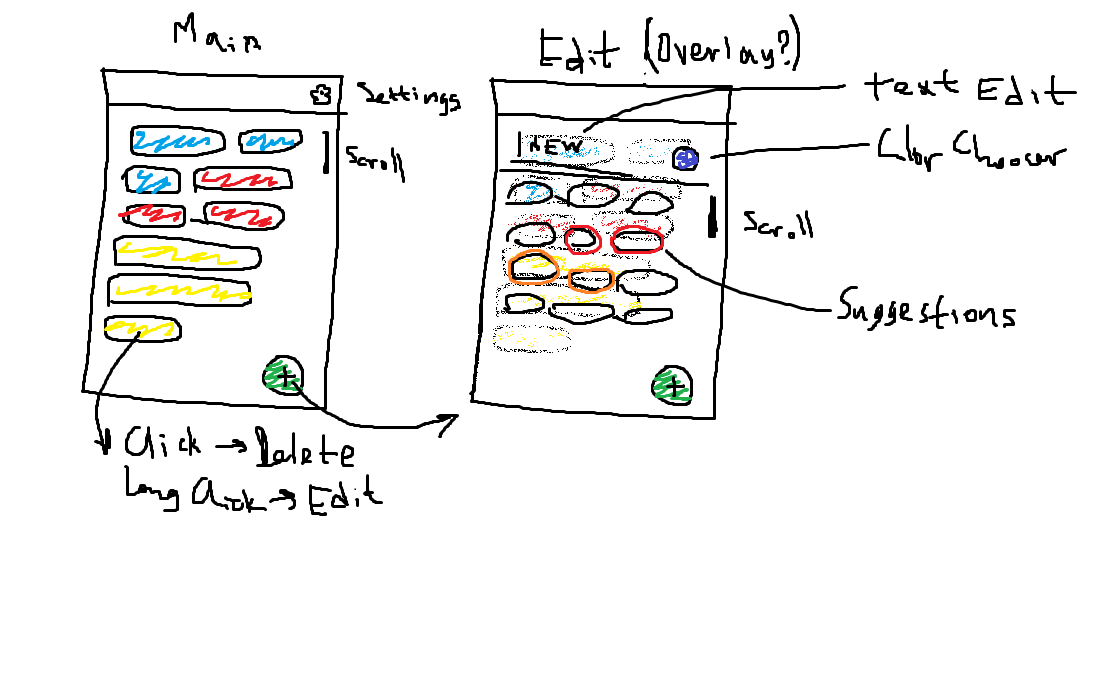 Main
Edit (Overlay?)
Settings
Text Edit
NEW
Color Chooser
Scroll
Scroll
Suggestions
+
+
Click → Delete
Long Click → Edit